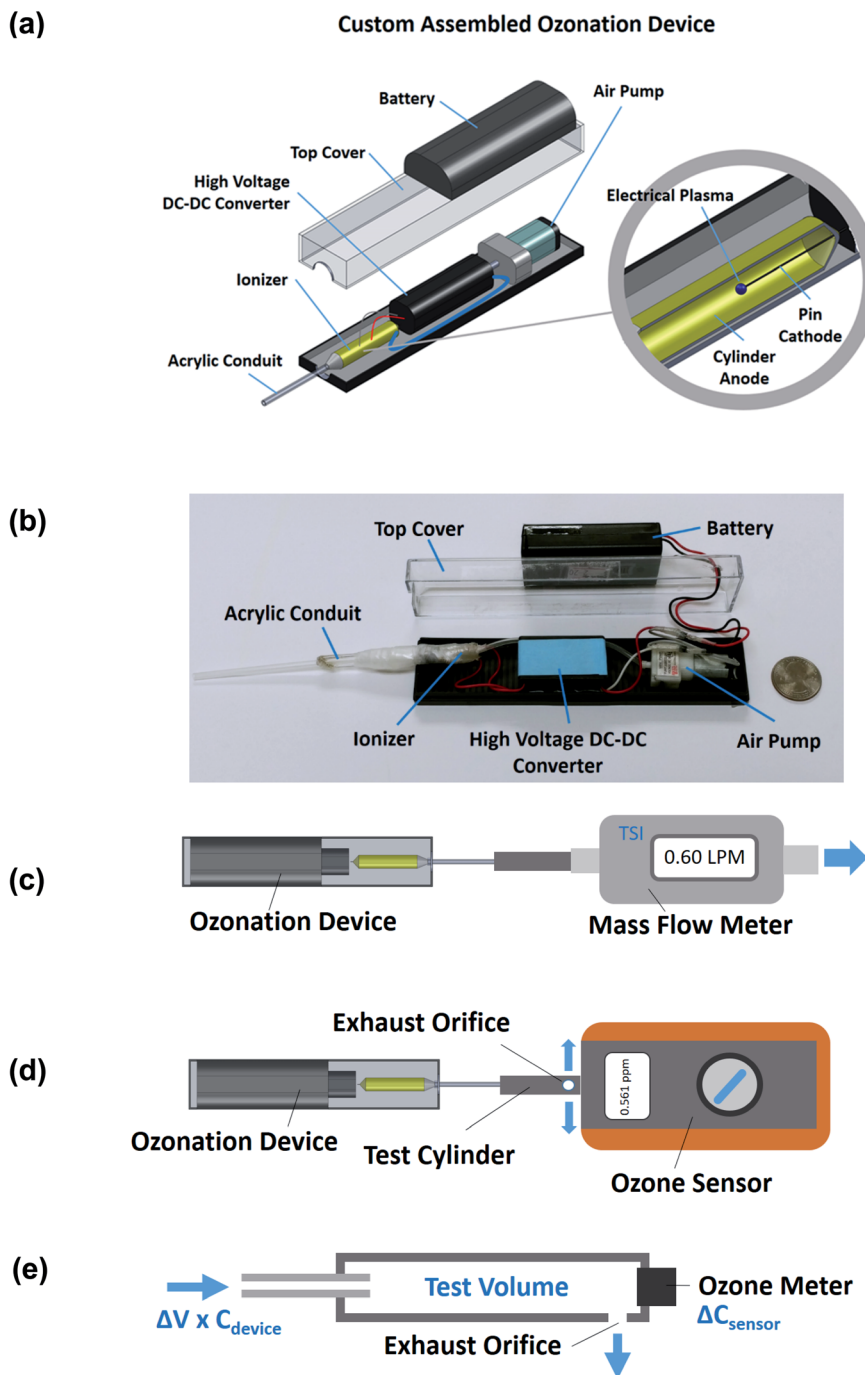 (a)
Custom Assembled Ozonation Device
Battery
Air Pump
Top Cover
High Voltage
DC-DC Converter
Electrical Plasma
Ionizer
Pin
Cathode
Cylinder
Anode
Acrylic Conduit
(b)
Top Cover
Battery
Acrylic Conduit
Ionizer
High Voltage DC-DC
Converter
Air Pump
(c)
TSI
0.60 LPM
Ozonation Device
Mass Flow Meter
(d)
Exhaust Orifice
0.561 ppm
Ozonation Device
Test Cylinder
Ozone Sensor
(e)
Test Volume
Ozone Meter
ΔV x Cdevice
ΔCsensor
Exhaust Orifice